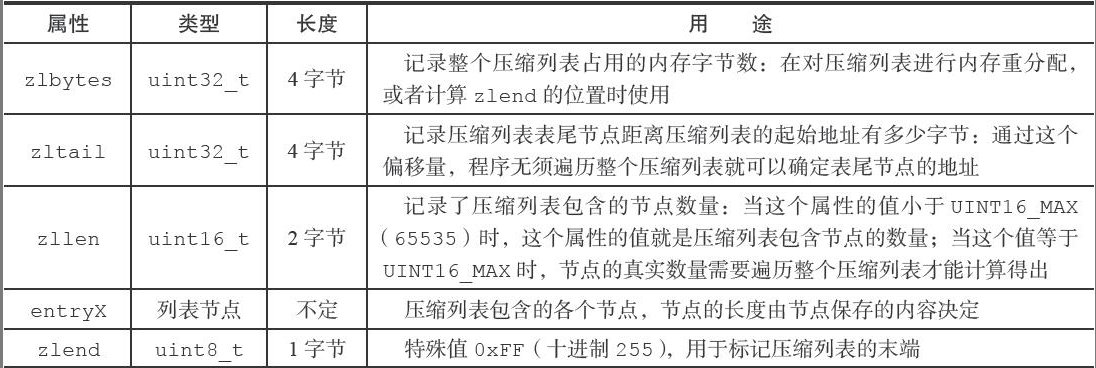 属性 类型 长度 用 途
zlbytes uint32_t 4 字节 记录整个压缩列表占用的内存字节数：在对压缩列表进行内存重分配，
或者计算 zlend 的位置时使用
zltail uint32_t 4 字节 记录压缩列表表尾节点距离压缩列表的起始地址有多少字节：通过这个
偏移量，程序无须遍历整个压缩列表就可以确定表尾节点的地址
zllen uint16_t 2 字节 记录了压缩列表包含的节点数量：当这个属性的值小于 UINT16_MAX
（65535）时，这个属性的值就是压缩列表包含节点的数量；当这个值等于
UINT16_MAX 时，节点的真实数量需要遍历整个压缩列表才能计算得出
entryX 列表节点 不定 压缩列表包含的各个节点，节点的长度由节点保存的内容决定
zlend uint8_t 1 字节 特殊值 0xFF（十进制 255），用于标记压缩列表的末端